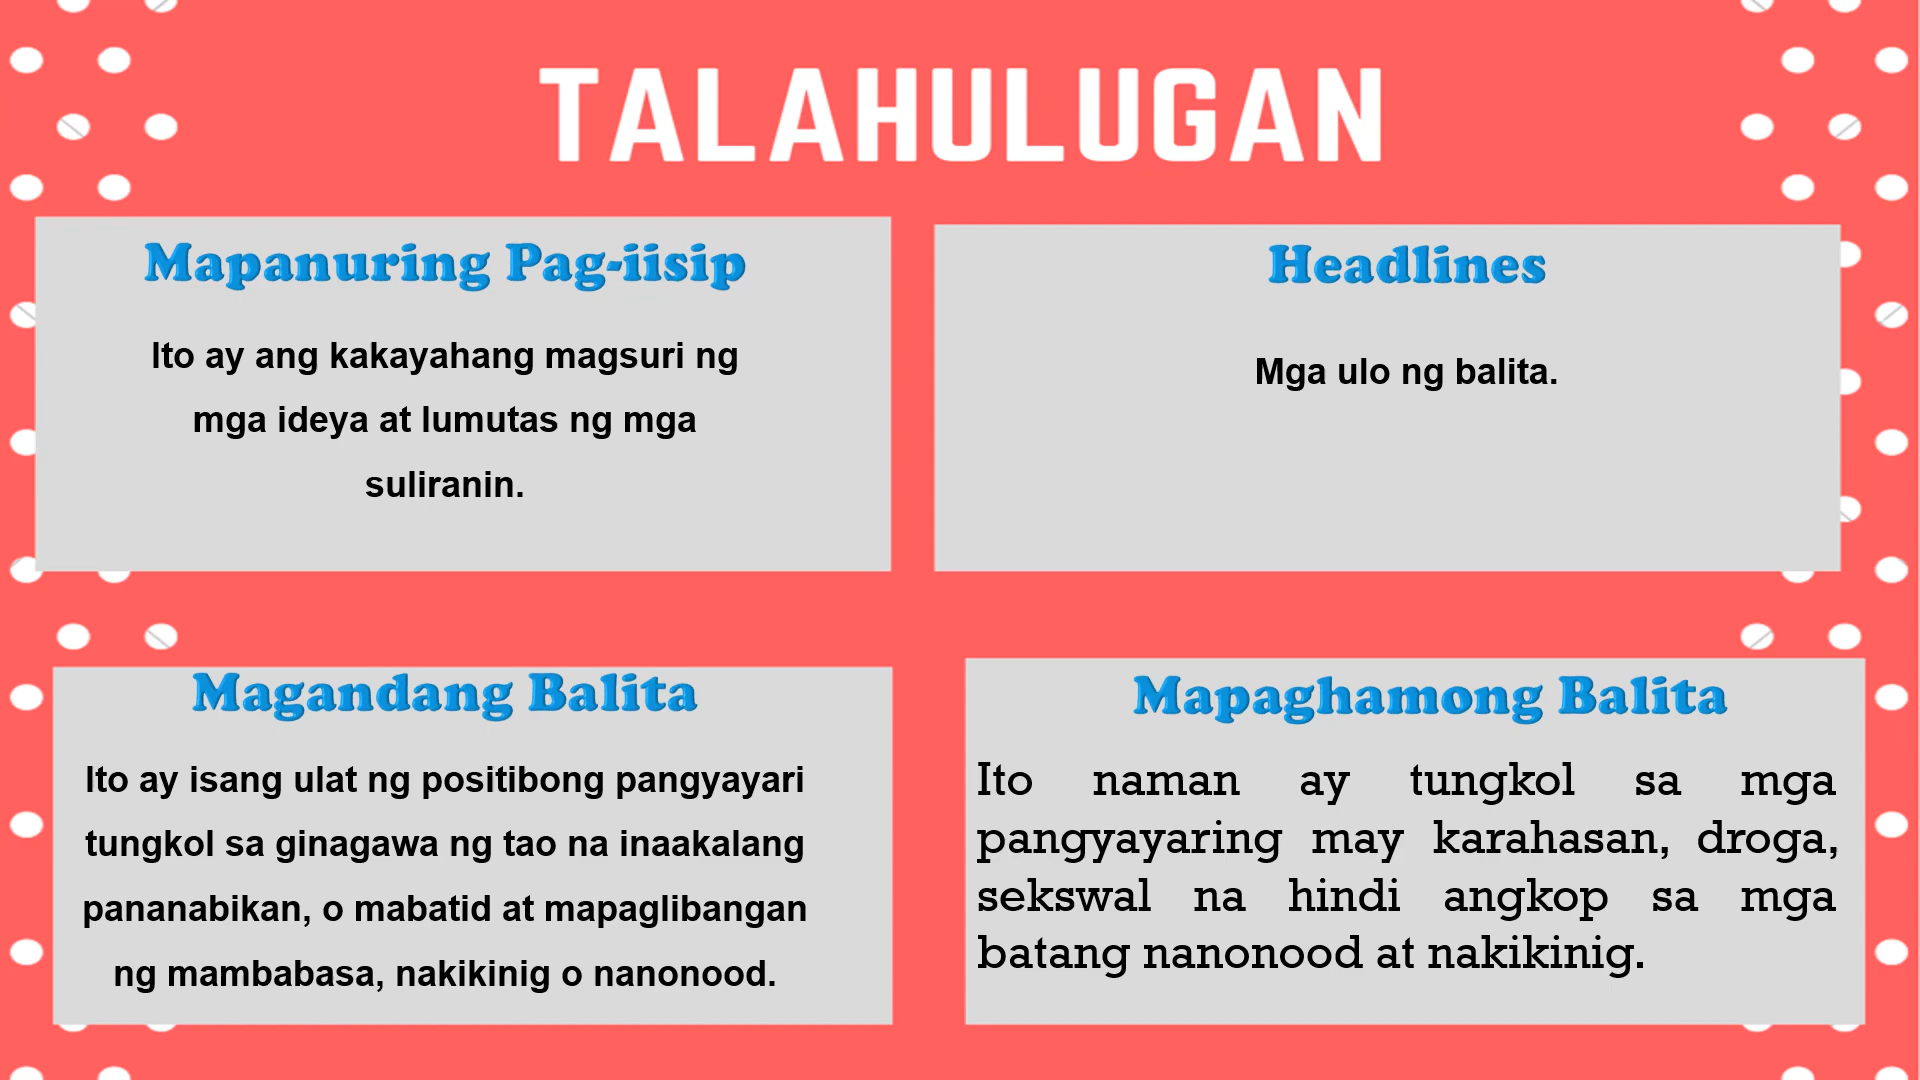 TALAHULUGAN
Mapanuring Pag-iisip
Ito ay ang kakayahang magsuri ng
mga ideya at lumutas ng mga
suliranin.
Headlines
Mga ulo ng balita.
Magandang Balita
Ito ay isang ulat ng positibong pangyayari
tungkol sa ginagawa ng tao na inaakalang
pananabikan, o mabatid at mapaglibangan
ng mambabasa, nakikinig o nanonood.
Mapaghamong Balita
Ito naman ay tungkol sa mga
pangyayaring may karahasan, droga,
sekswal na hindi angkop sa mga
batang nanonood at nakikinig.